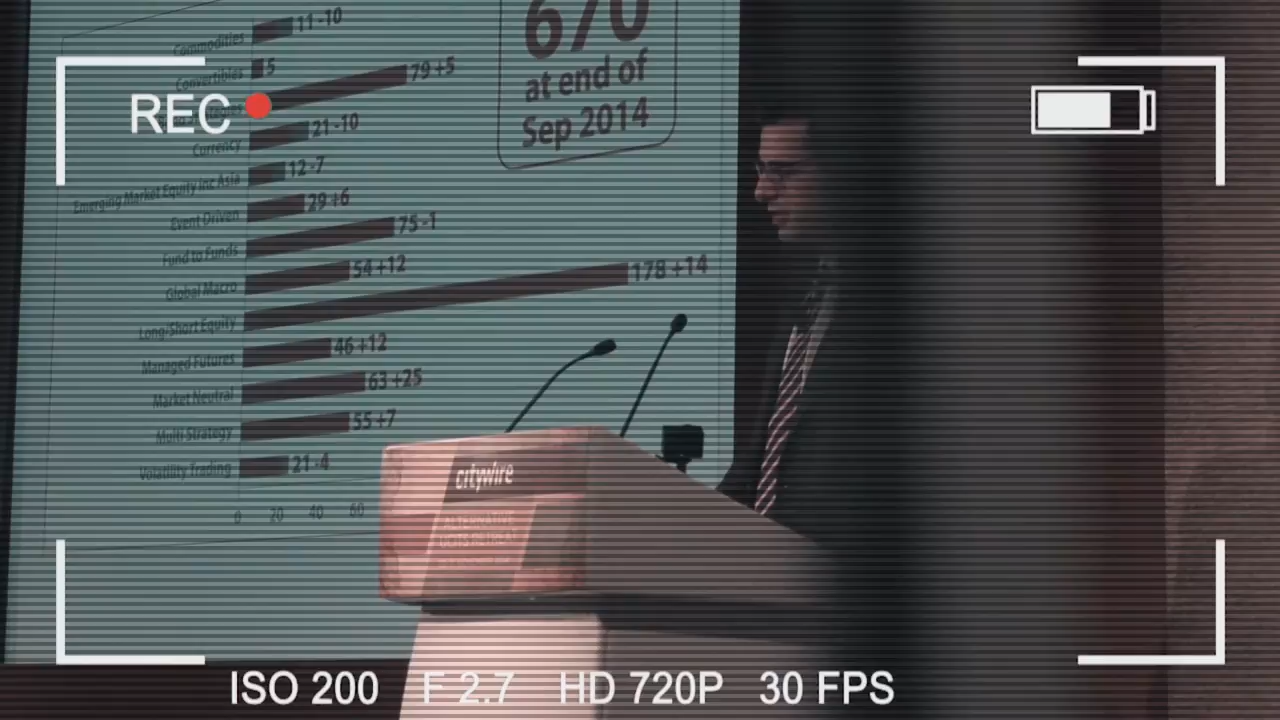 670
at end of
Sep 2014
Commodities 11 -10
Convertibles 5
79 +5
REC
Currency 21 -10
Emerging Market Equity inc Asia 12 -7
Event Driven 29 +6
Fund to Funds 75 -1
Global Macro 54 +12
Long/Short Equity 178 +14
Managed Futures 46 +12
Market Neutral 63 +25
Multi Strategy 55 +7
Volatility Trading 21 -4
0 20 40 60
citywire
ALTERNATIVE
UCITS RETREAT
ISO 200 F 2.7 HD 720P 30 FPS